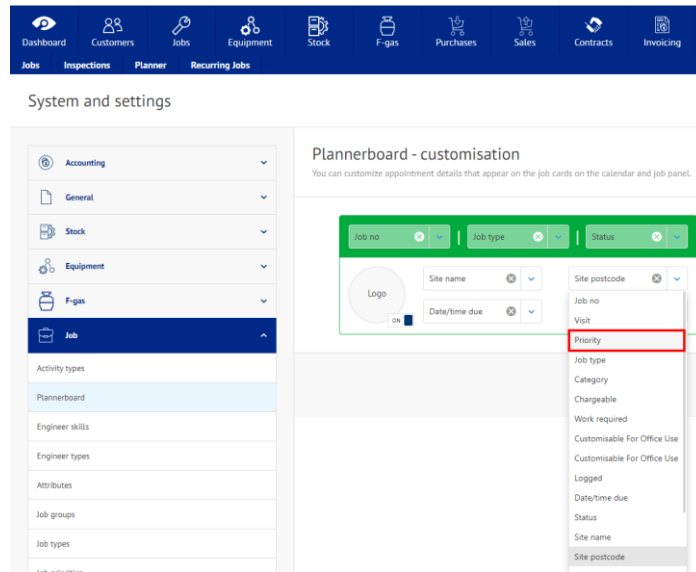 Dashboard Customers Jobs Equipment Stock F-gas Purchases Sales Contracts Invoicing
Jobs Inspections Planner Recurring Jobs
System and settings
Accounting
General
Stock
Equipment
F-gas
Job
Activity types
Plannerboard
Engineer skills
Engineer types
Attributes
Job groups
Job types
Job priorities
Plannerboard - customisation
You can customize appointment details that appear on the job cards on the calendar and job panel.
Job no Job type Status
Logo
ON
Site name Site postcode
Date/time due
Job no
Visit
Priority
Job type
Category
Chargeable
Work required
Customisable For Office Use
Customisable For Office Use
Logged
Date/time due
Status
Site name
Site postcode